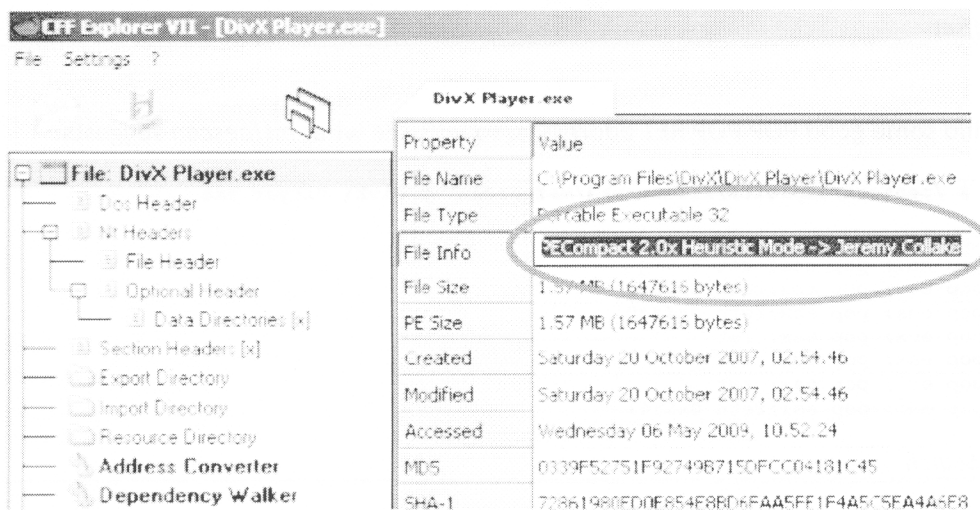 CFF Explorer VII - [DivX Player.exe]
File Settings ?
DivX Player.exe
Property Value
File: DivX Player.exe
Dos Header
Nt Headers
File Header
Optional Header
Data Directories [x]
Section Headers [x]
Export Directory
Import Directory
Resource Directory
Address Converter
Dependency Walker
File Name C:\Program Files\DivX\DivX Player\DivX Player.exe
File Type Portable Executable 32
File Info PECompact 2.0x Heuristic Mode -> Jeremy Collake
File Size 1.57 MB (1647616 bytes)
PE Size 1.57 MB (1647616 bytes)
Created Saturday 20 October 2007, 02.54.46
Modified Saturday 20 October 2007, 02.54.46
Accessed Wednesday 06 May 2009, 10.52.24
MD5
SHA-1